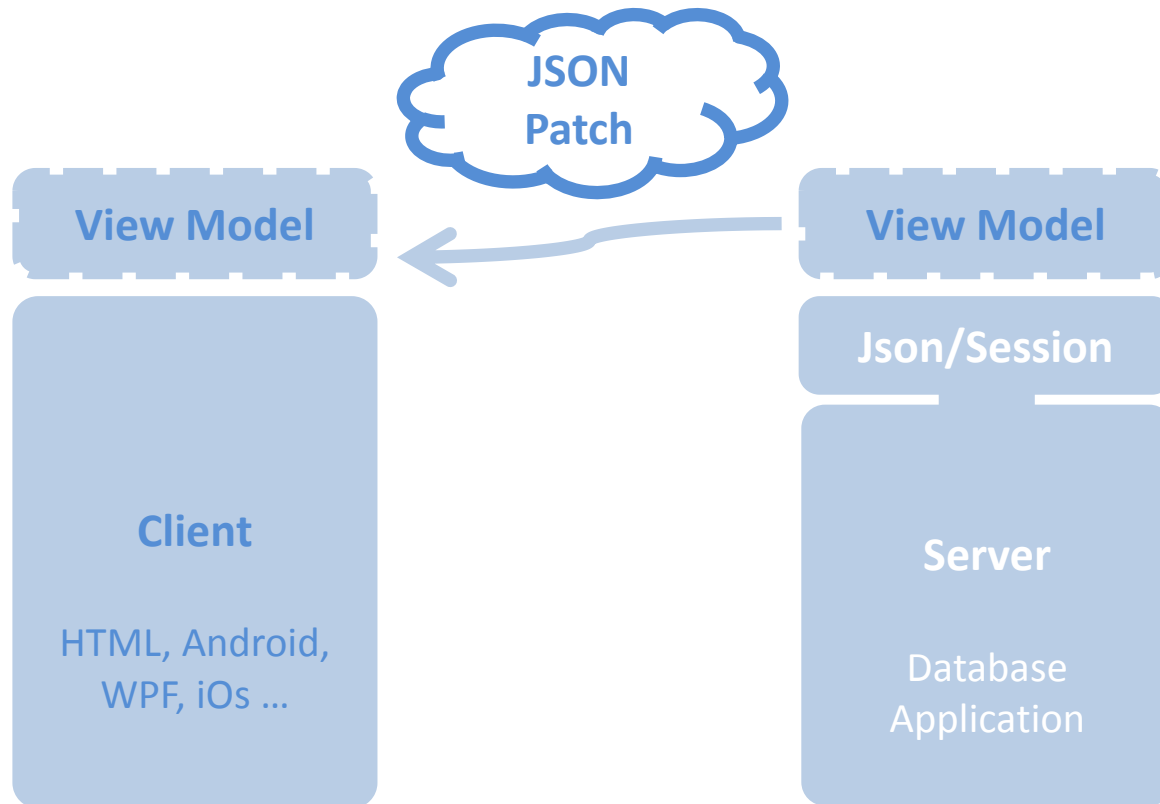 JSON
Patch
View Model
View Model
Json/Session
Client
HTML, Android,
WPF, iOs …
Server
Database
Application